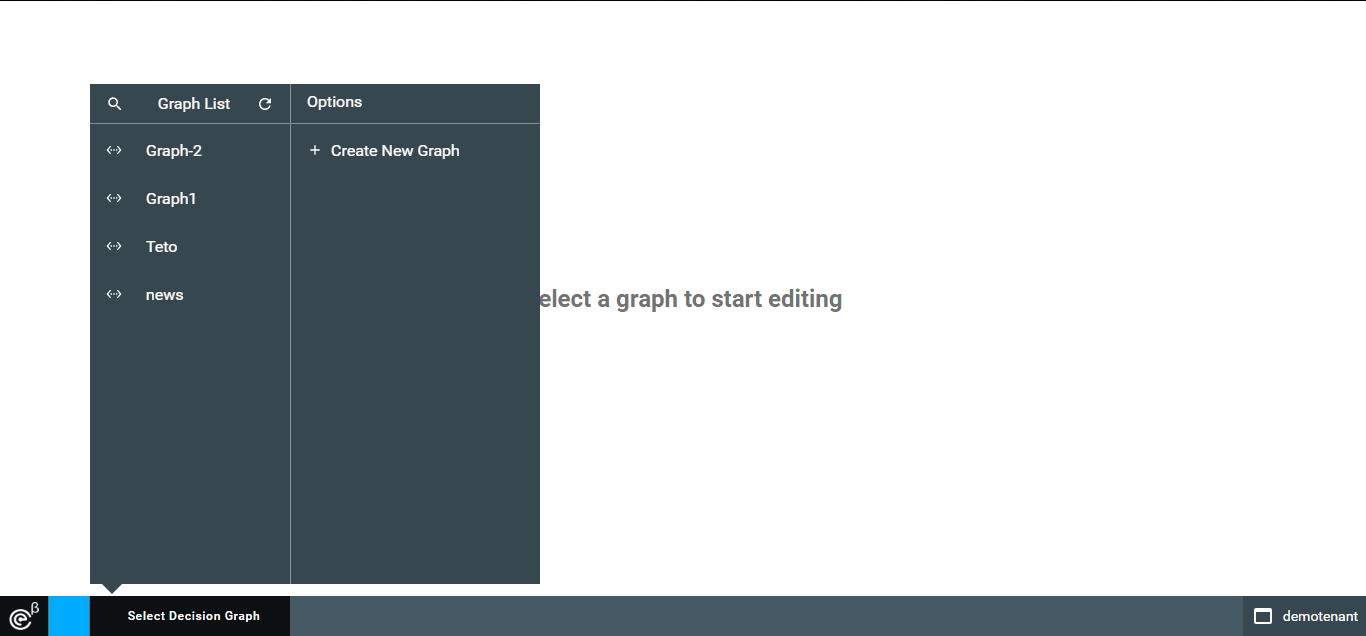 Graph List
Options
Graph-2
+ Create New Graph
Graph1
Teto
news
elect a graph to start editing
eβ
Select Decision Graph
demotenant